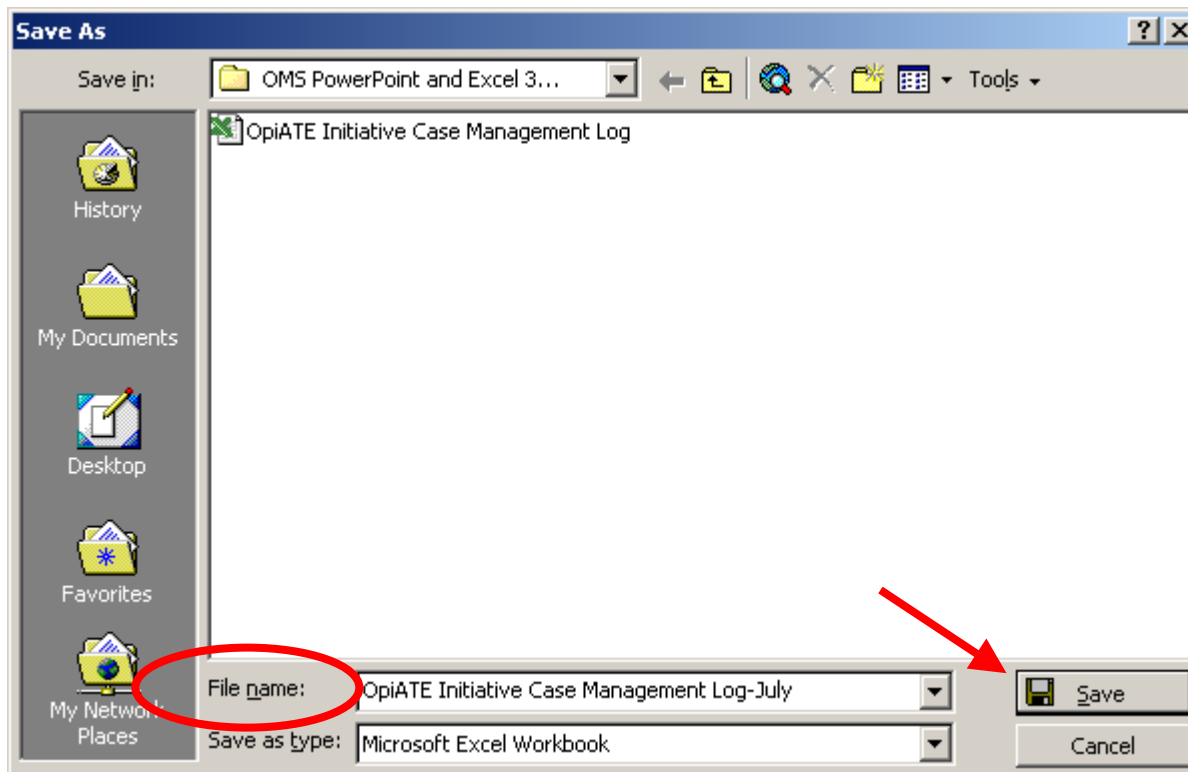 Save As
Save in:
OMS PowerPoint and Excel 3...
Tools
OpiATE Initiative Case Management Log
History
My Documents
Desktop
Favorites
My Network
Places
File name:
OpiATE Initiative Case Management Log-July
Save
Save as type:
Microsoft Excel Workbook
Cancel